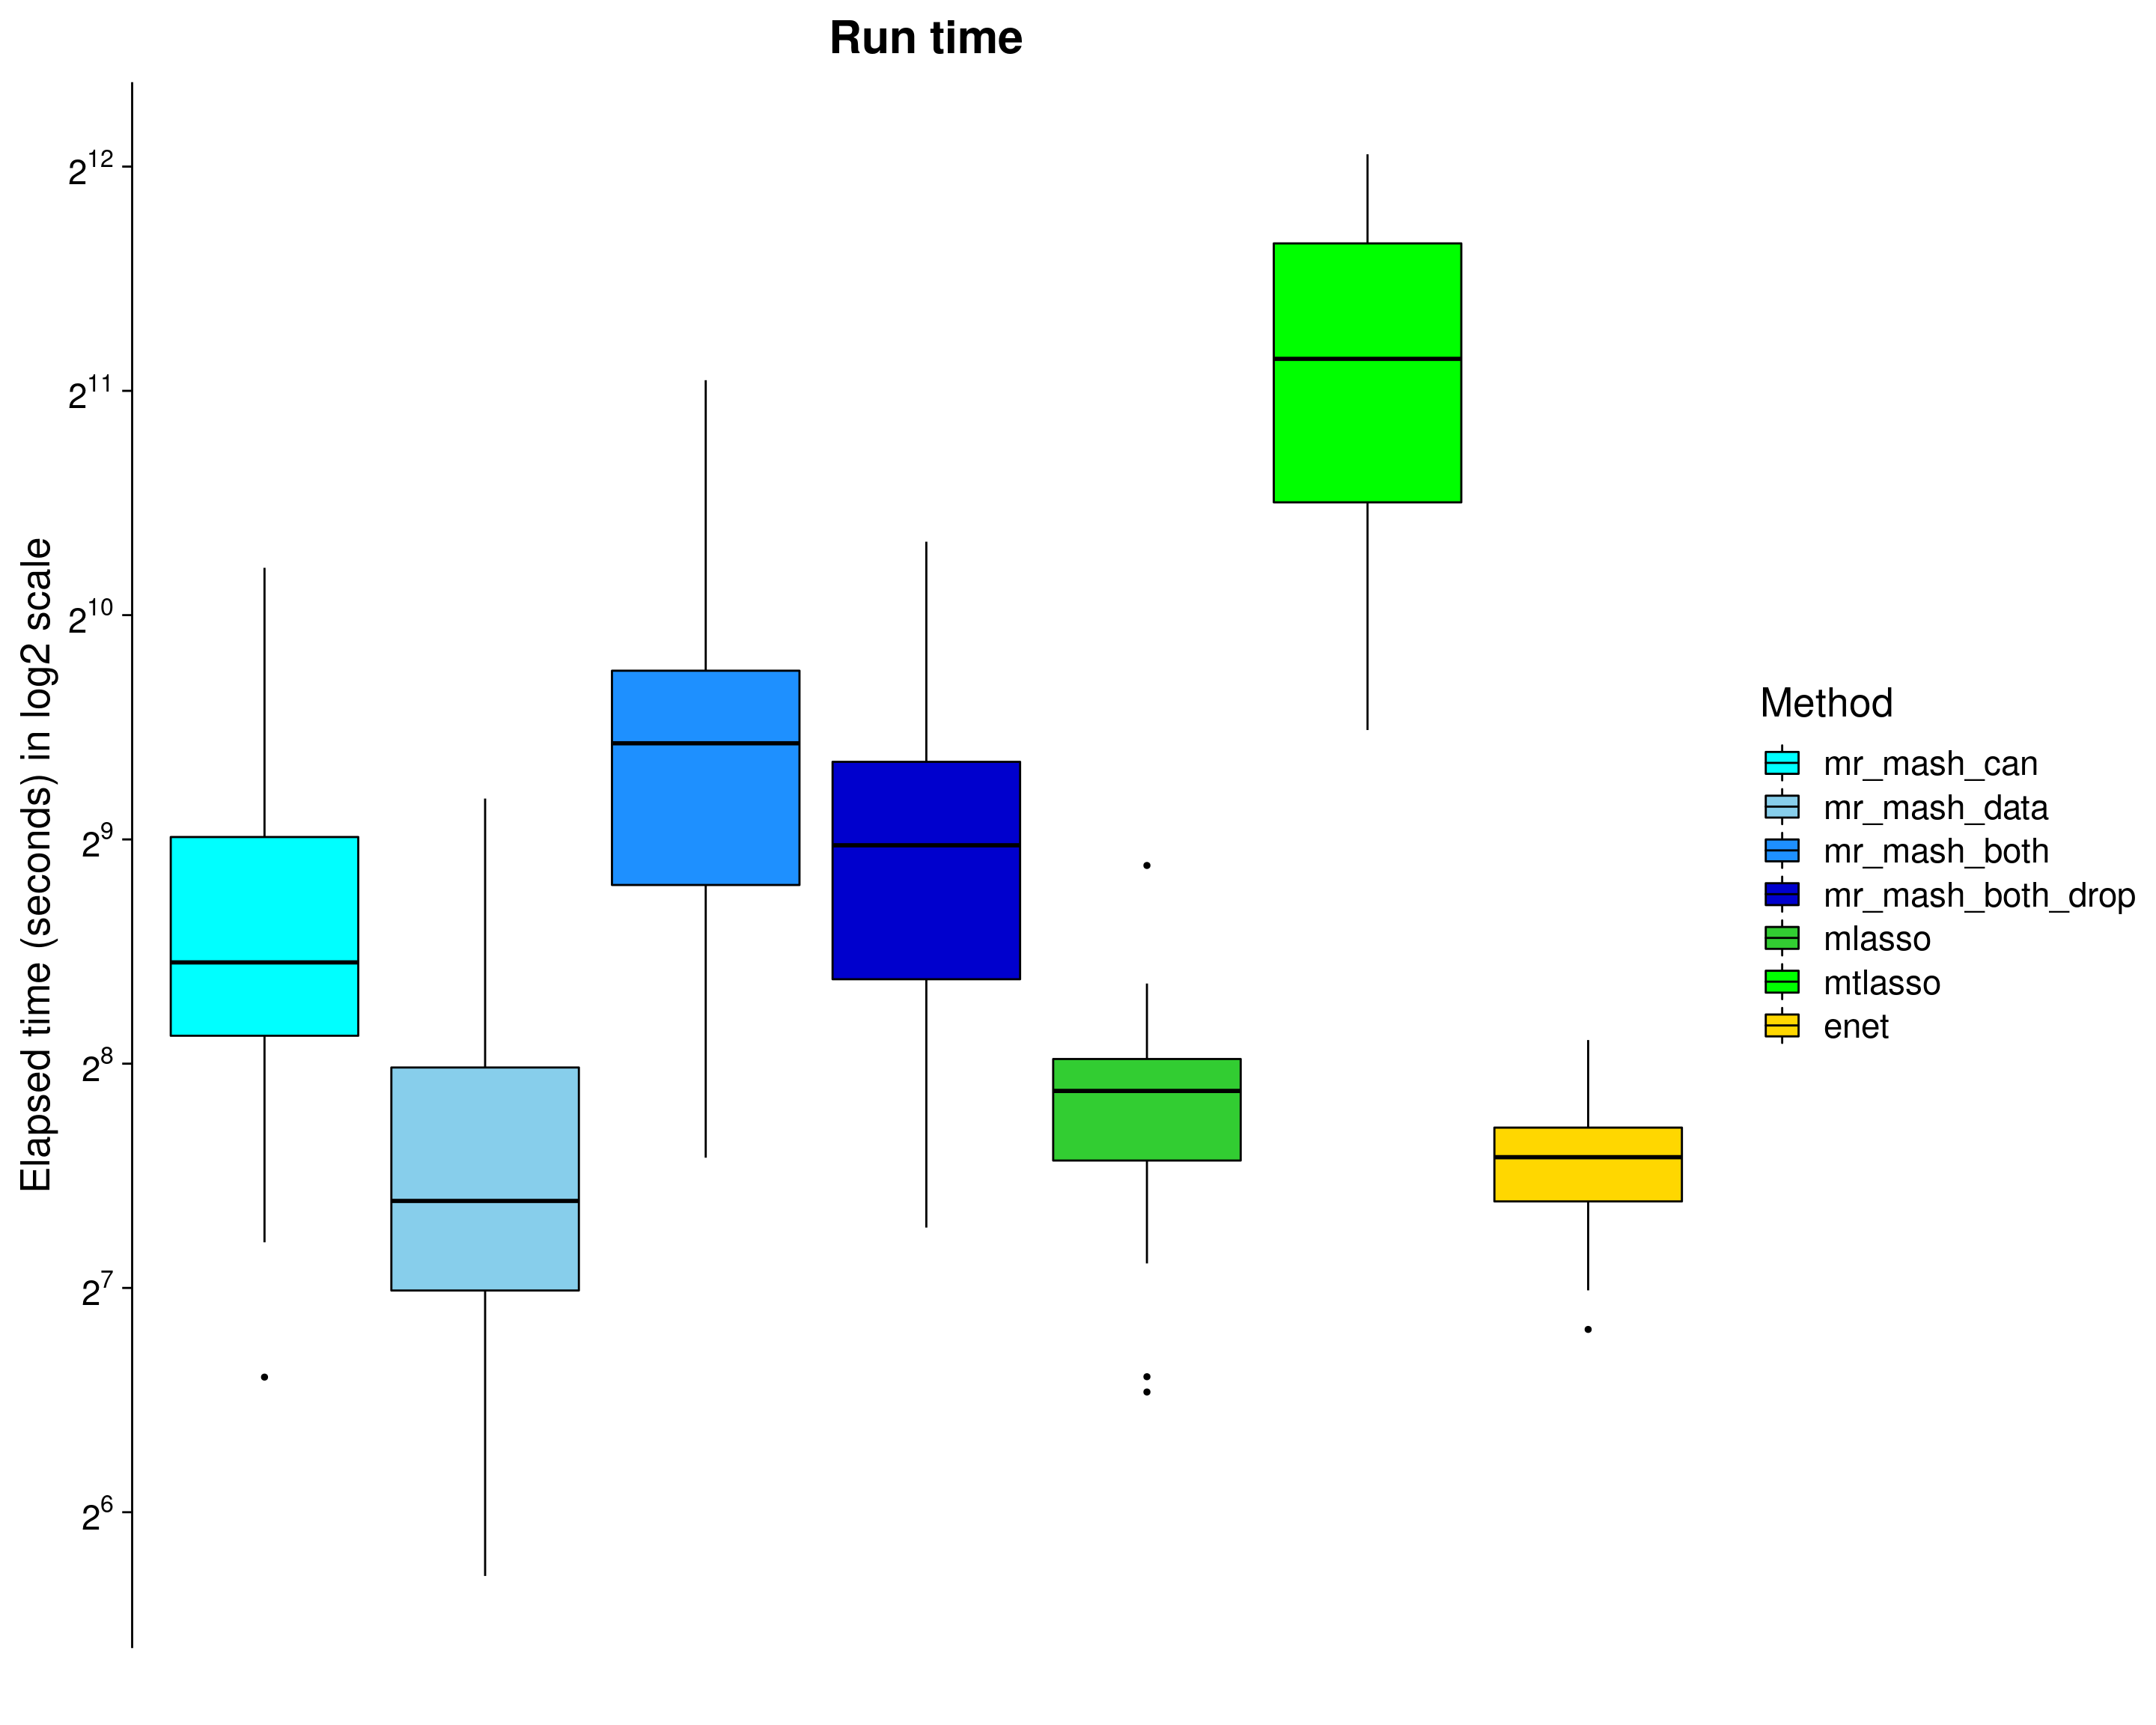 Run time
Elapsed time (seconds) in log2 scale
2^12
2^11
2^10
2^9
2^8
2^7
2^6
Method
mr_mash_can
mr_mash_data
mr_mash_both
mr_mash_both_drop
mlasso
mtlasso
enet